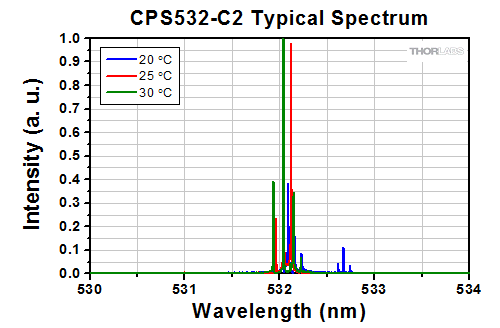 CPS532-C2 Typical Spectrum
THORLABS
20 °C
25 °C
30 °C
Intensity (a. u.)
1.0
0.9
0.8
0.7
0.6
0.5
0.4
0.3
0.2
0.1
0.0
530
531
532
533
534
Wavelength (nm)